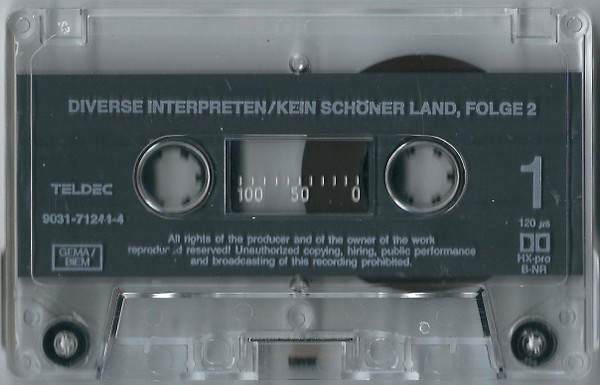 DIVERSE INTERPRETEN/KEIN SCHÖNER LAND, FOLGE 2
TELDEC
9031-71244-4
100 50 0
1
120 µs
HX-pro
B-NR
GEMA/
BIEM
All rights of the producer and of the owner of the work
reproduced reserved! Unauthorized copying, hiring, public performance
and broadcasting of this recording prohibited.